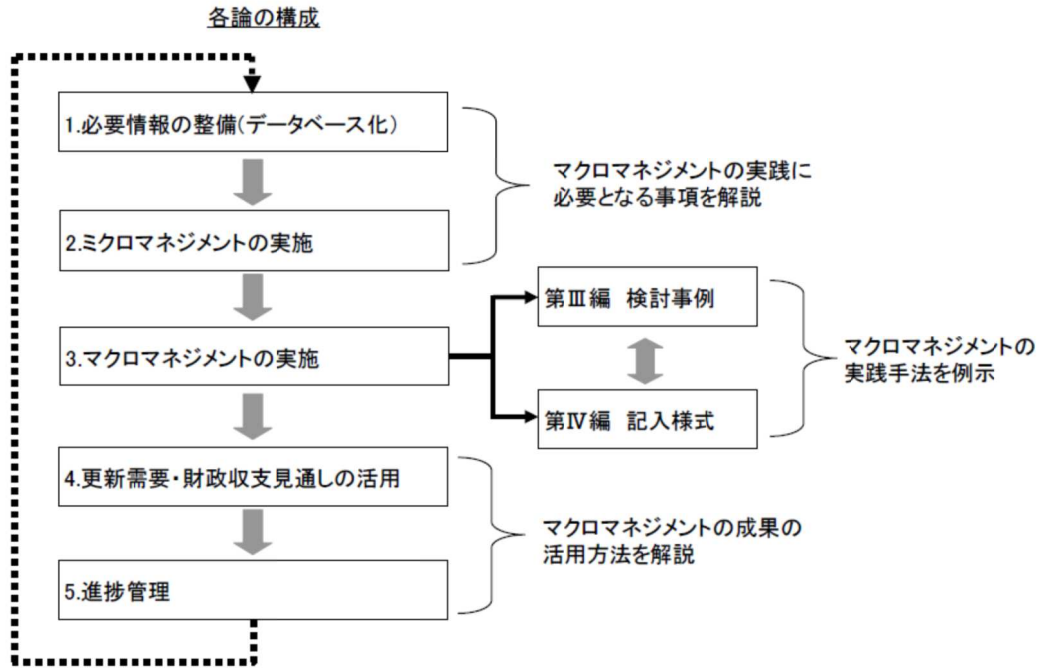 各論の構成
1.必要情報の整備(データベース化)
マクロマネジメントの実践に
必要となる事項を解説
2.ミクロマネジメントの実施
第Ⅲ編 検討事例
3.マクロマネジメントの実施
マクロマネジメントの
実践手法を例示
第Ⅳ編 記入様式
4.更新需要・財政収支見通しの活用
マクロマネジメントの成果の
活用方法を解説
5.進捗管理